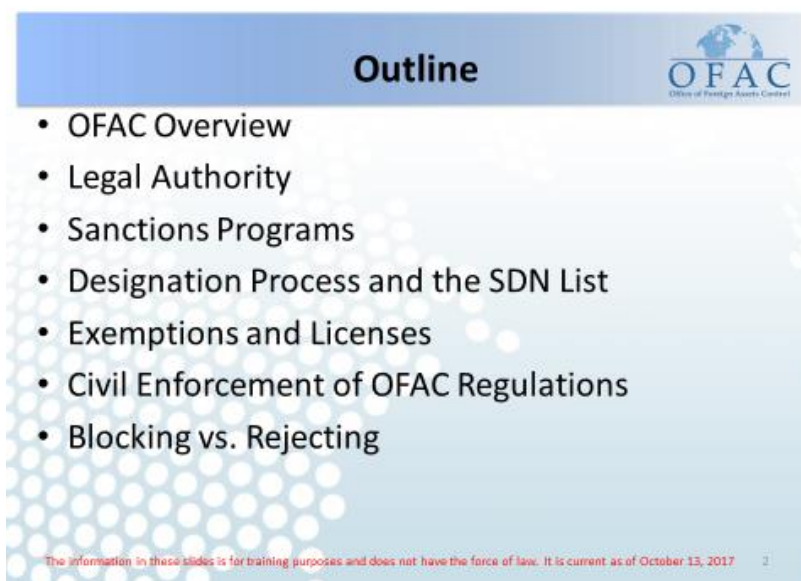 Outline
OFAC
Office of Foreign Assets Control
• OFAC Overview
• Legal Authority
• Sanctions Programs
• Designation Process and the SDN List
• Exemptions and Licenses
• Civil Enforcement of OFAC Regulations
• Blocking vs. Rejecting
The information in these slides is for training purposes and does not have the force of law. It is current as of October 13, 2017
2